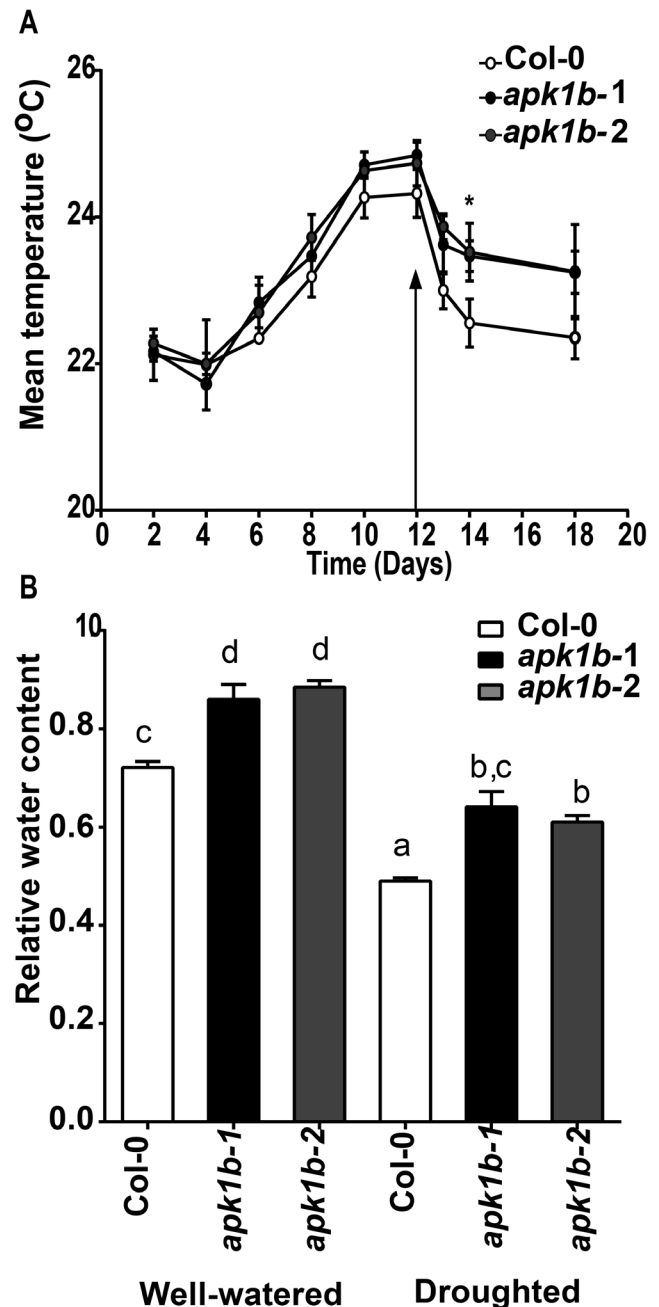 A
Mean temperature (°C)
26
24
22
20
Col-0
apk1b-1
apk1b-2
*
0 2 4 6 8 10 12 14 16 18 20
Time (Days)
B
Relative water content
10
0.8
0.6
0.4
0.2
0.0
Col-0
apk1b-1
apk1b-2
c
d
d
a
b,c
b
Col-0
apk1b-1
apk1b-2
Col-0
apk1b-1
apk1b-2
Well-watered
Droughted